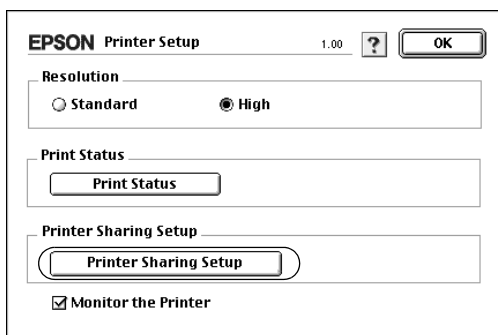 EPSON Printer Setup 1.00 ? OK
Resolution
Standard High
Print Status
Print Status
Printer Sharing Setup
Printer Sharing Setup
Monitor the Printer